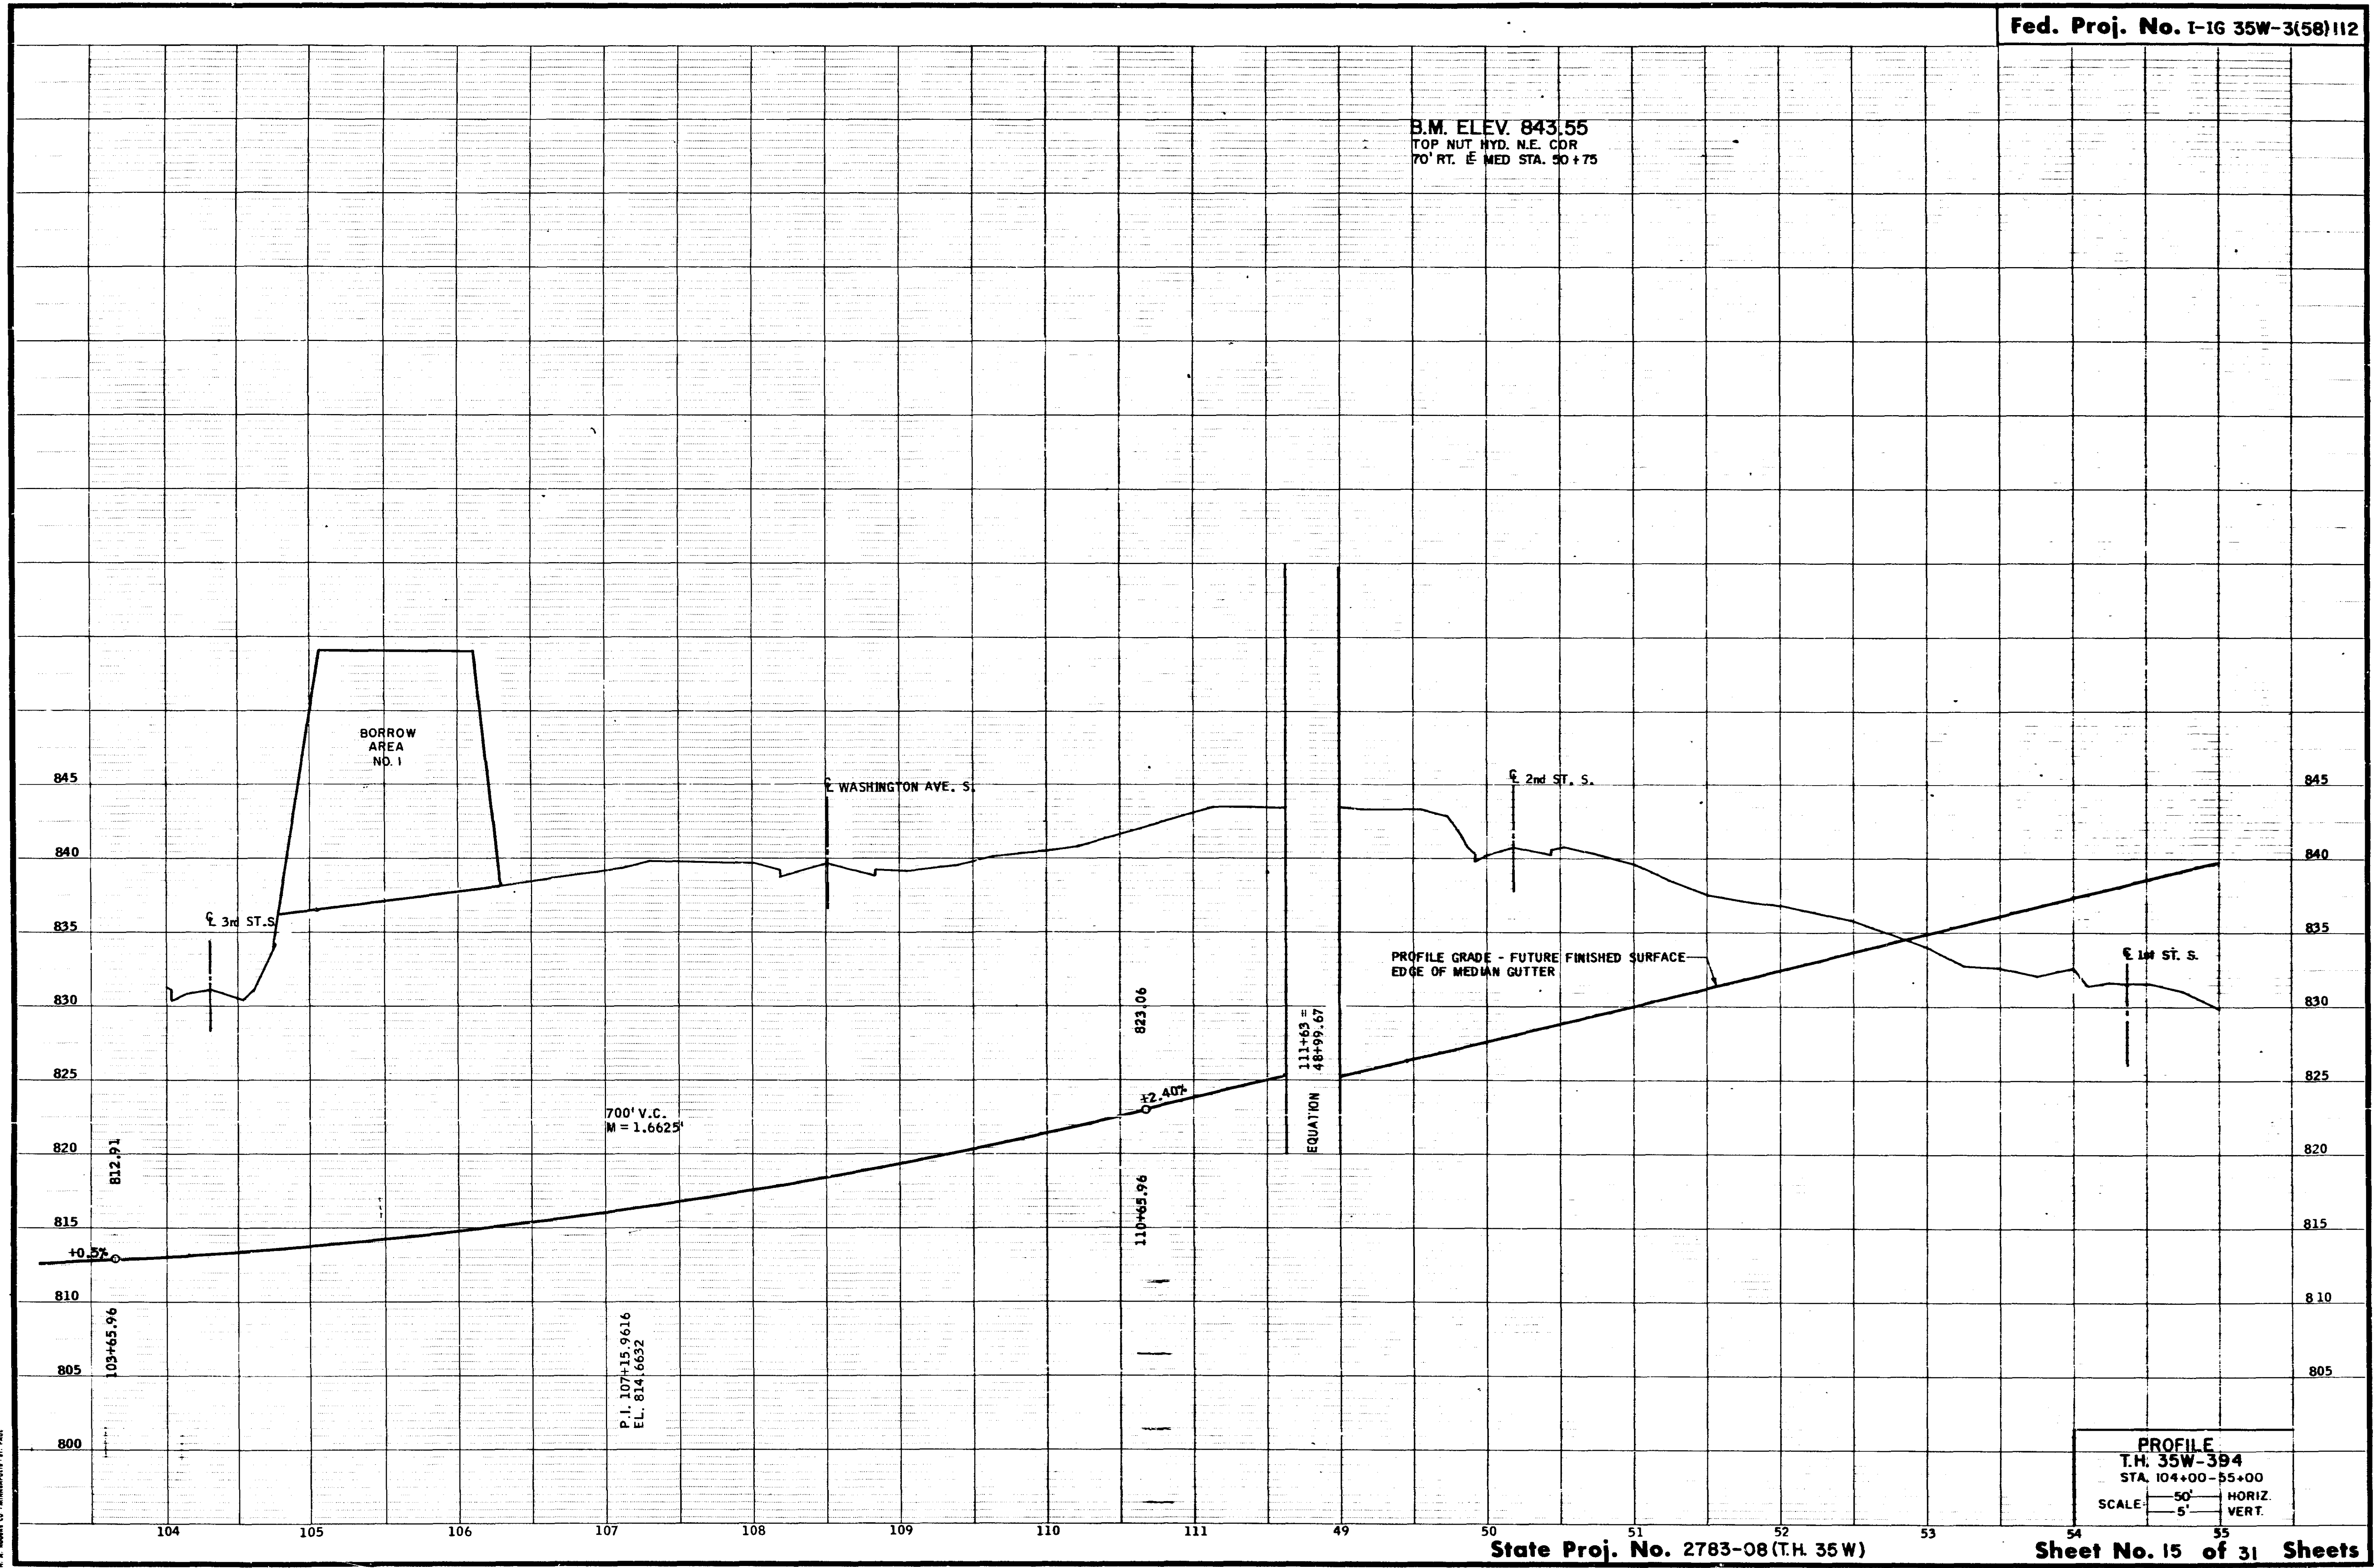 Fed. Proj. No. I-IG 35W-3(58)112
B.M. ELEV. 843.55
TOP NUT HYD. N.E. COR
70' RT. ℄ MED STA. 50+75
BORROW
AREA
NO. 1
845
℄ WASHINGTON AVE. S.
℄ 2nd ST. S.
845
840
840
℄ 3rd ST. S.
835
835
PROFILE GRADE - FUTURE FINISHED SURFACE
EDGE OF MEDIAN GUTTER
℄ 1st ST. S.
830
823.06
EQUATION 111+63 =
48+99.67
830
825
+2.40%
825
700' V.C.
M = 1.6625'
820
812.91
820
110+65.96
815
815
+0.5%
810
810
103+65.96
P.I. 107+15.9616
EL. 814.6632
805
805
800
PROFILE
T.H. 35W-394
STA. 104+00-55+00
SCALE 50' HORIZ.
5' VERT.
104 105 106 107 108 109 110 111 49 50 51 52 53 54 55
State Proj. No. 2783-08 (T.H. 35W)
Sheet No. 15 of 31 Sheets